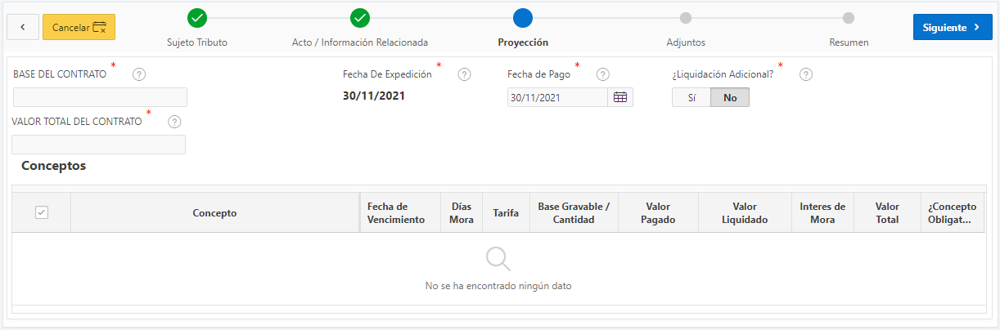 Cancelar
Sujeto Tributo
Acto / Información Relacionada
Proyección
Adjuntos
Resumen
Siguiente
BASE DEL CONTRATO * ?
Fecha De Expedición * ?
30/11/2021
Fecha de Pago * ?
30/11/2021
¿Liquidación Adicional? * ?
Sí No
VALOR TOTAL DEL CONTRATO * ?
Conceptos
Concepto
Fecha de
Vencimiento
Días
Mora
Tarifa
Base Gravable /
Cantidad
Valor
Pagado
Valor
Liquidado
Interes de
Mora
Valor
Total
¿Concepto
Obligat...
No se ha encontrado ningún dato